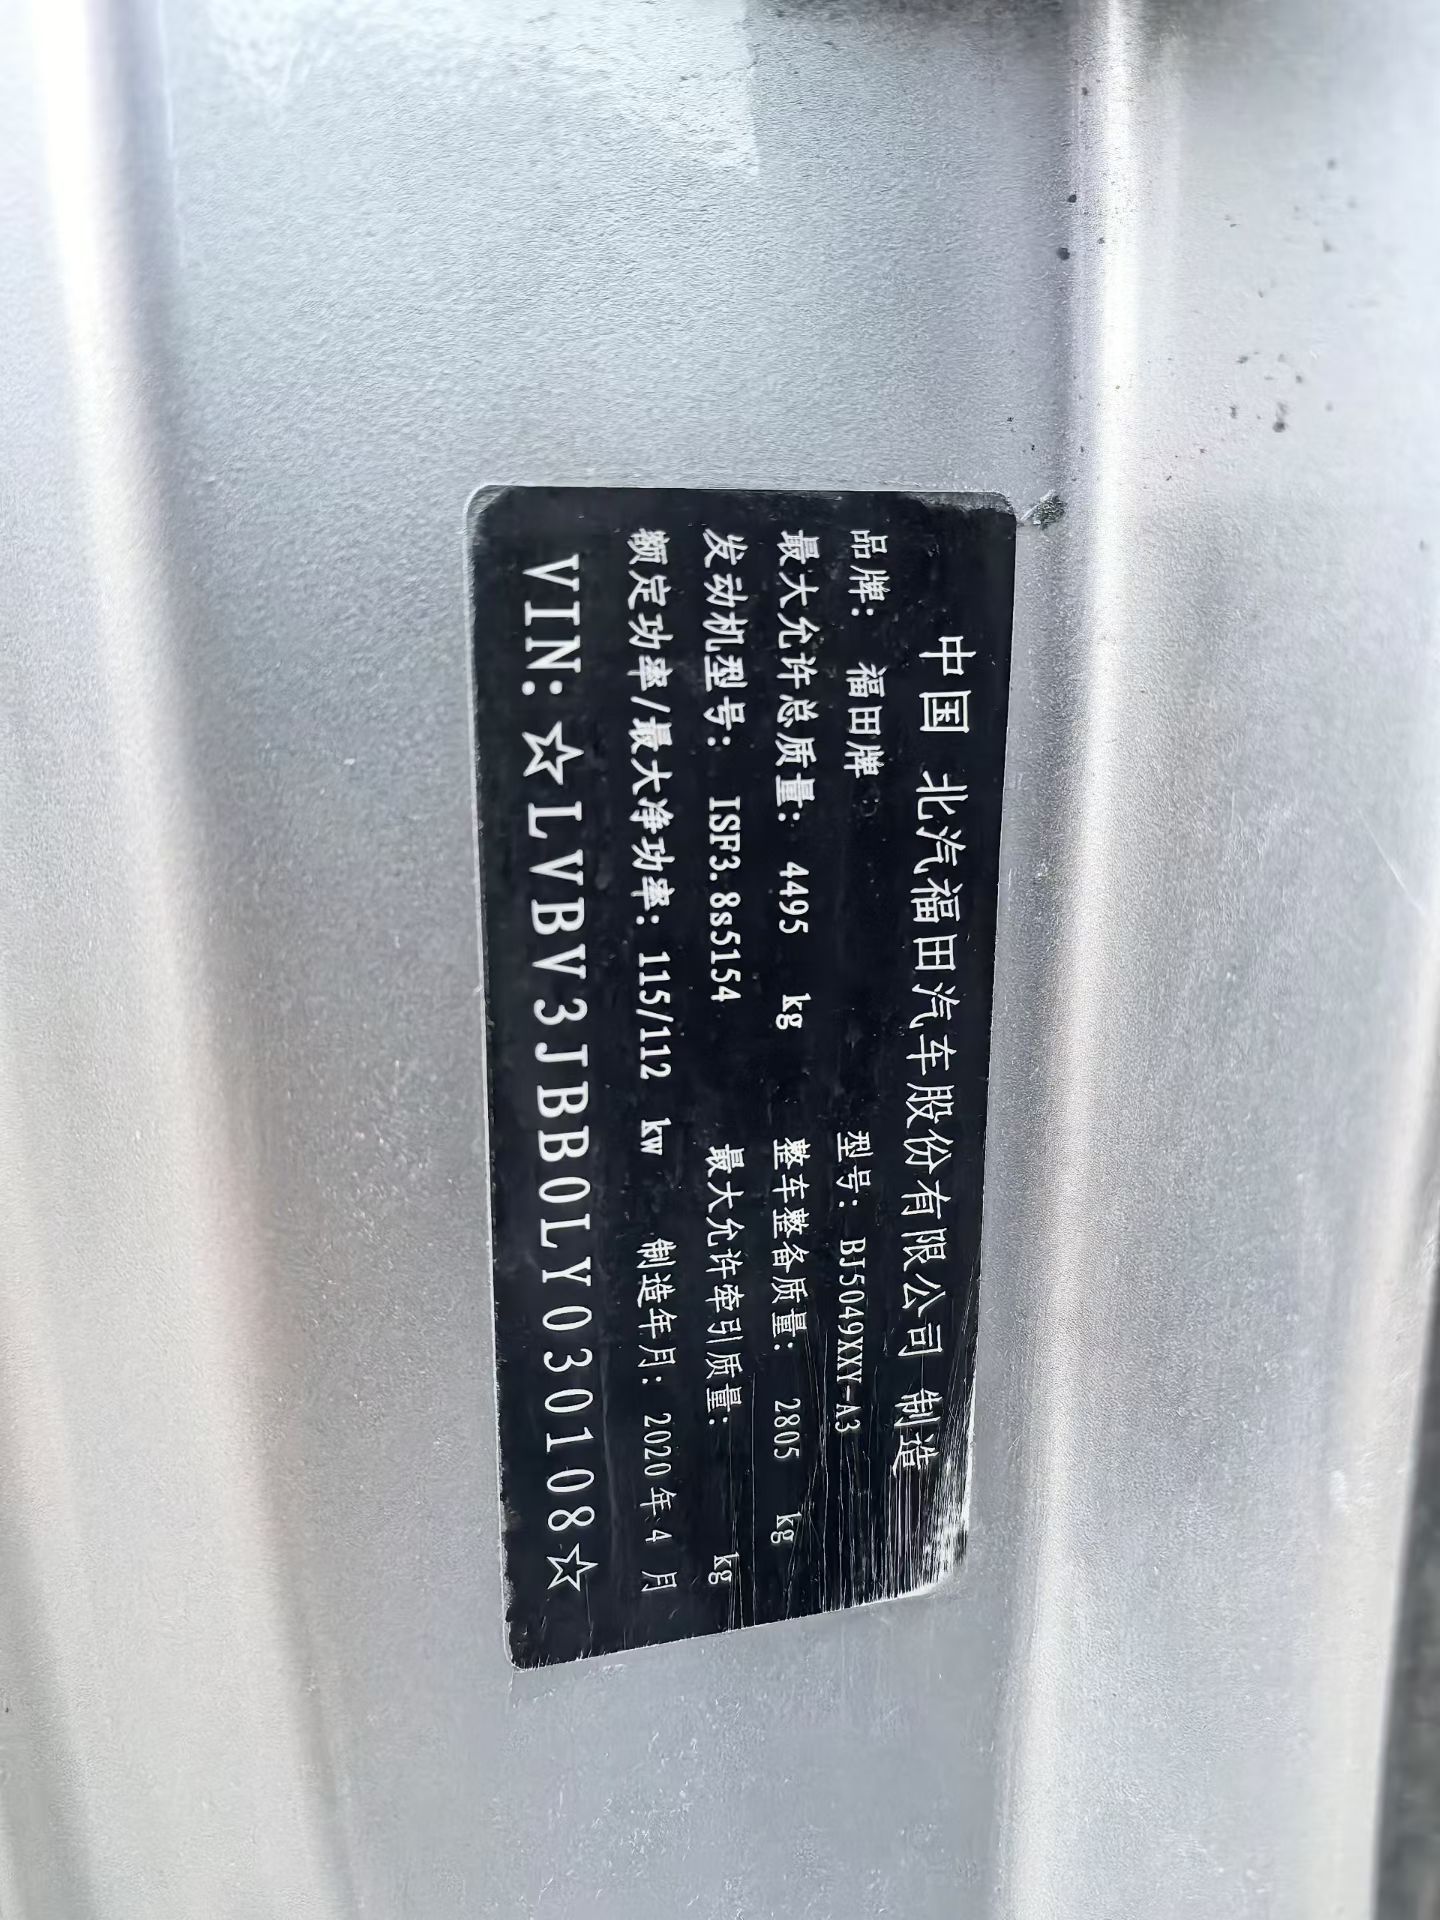 中国 北汽福田汽车股份有限公司 制造
品牌: 福田牌 型号: BJ5049XXY-A3
最大允许总质量: 4495 kg 整车整备质量: 2805 kg
发动机型号: ISF3.8s5154 最大允许牵引质量: kg
额定功率/最大净功率: 115/112 kw 制造年月: 2020年4月
VIN: ☆LVBV3JBB0LY030108☆